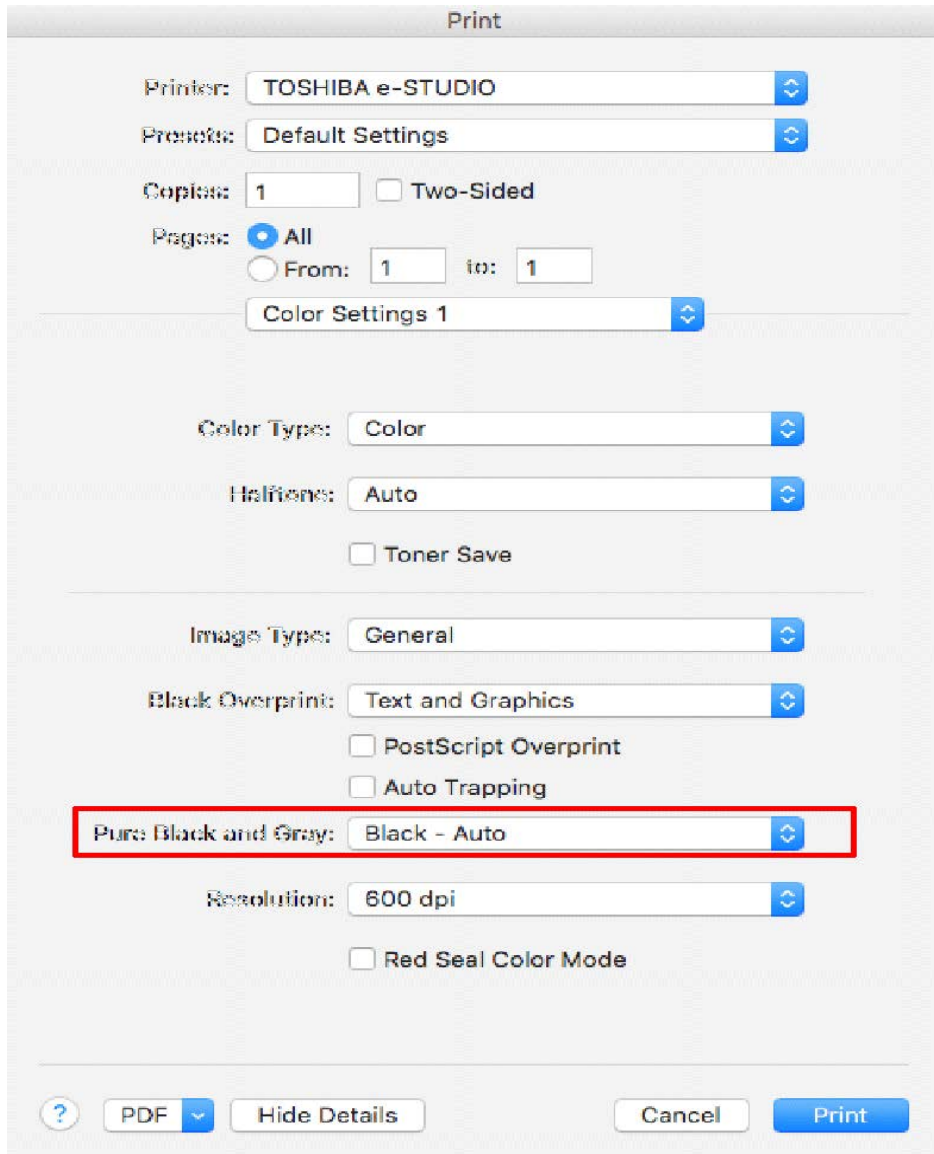 Print
Printer: TOSHIBA e-STUDIO
Presets: Default Settings
Copies: 1 Two-Sided
Pages: All
From: 1 to: 1
Color Settings 1
Color Type: Color
Halftone: Auto
Toner Save
Image Type: General
Black Overprint: Text and Graphics
PostScript Overprint
Auto Trapping
Pure Black and Gray: Black - Auto
Resolution: 600 dpi
Red Seal Color Mode
? PDF Hide Details Cancel Print